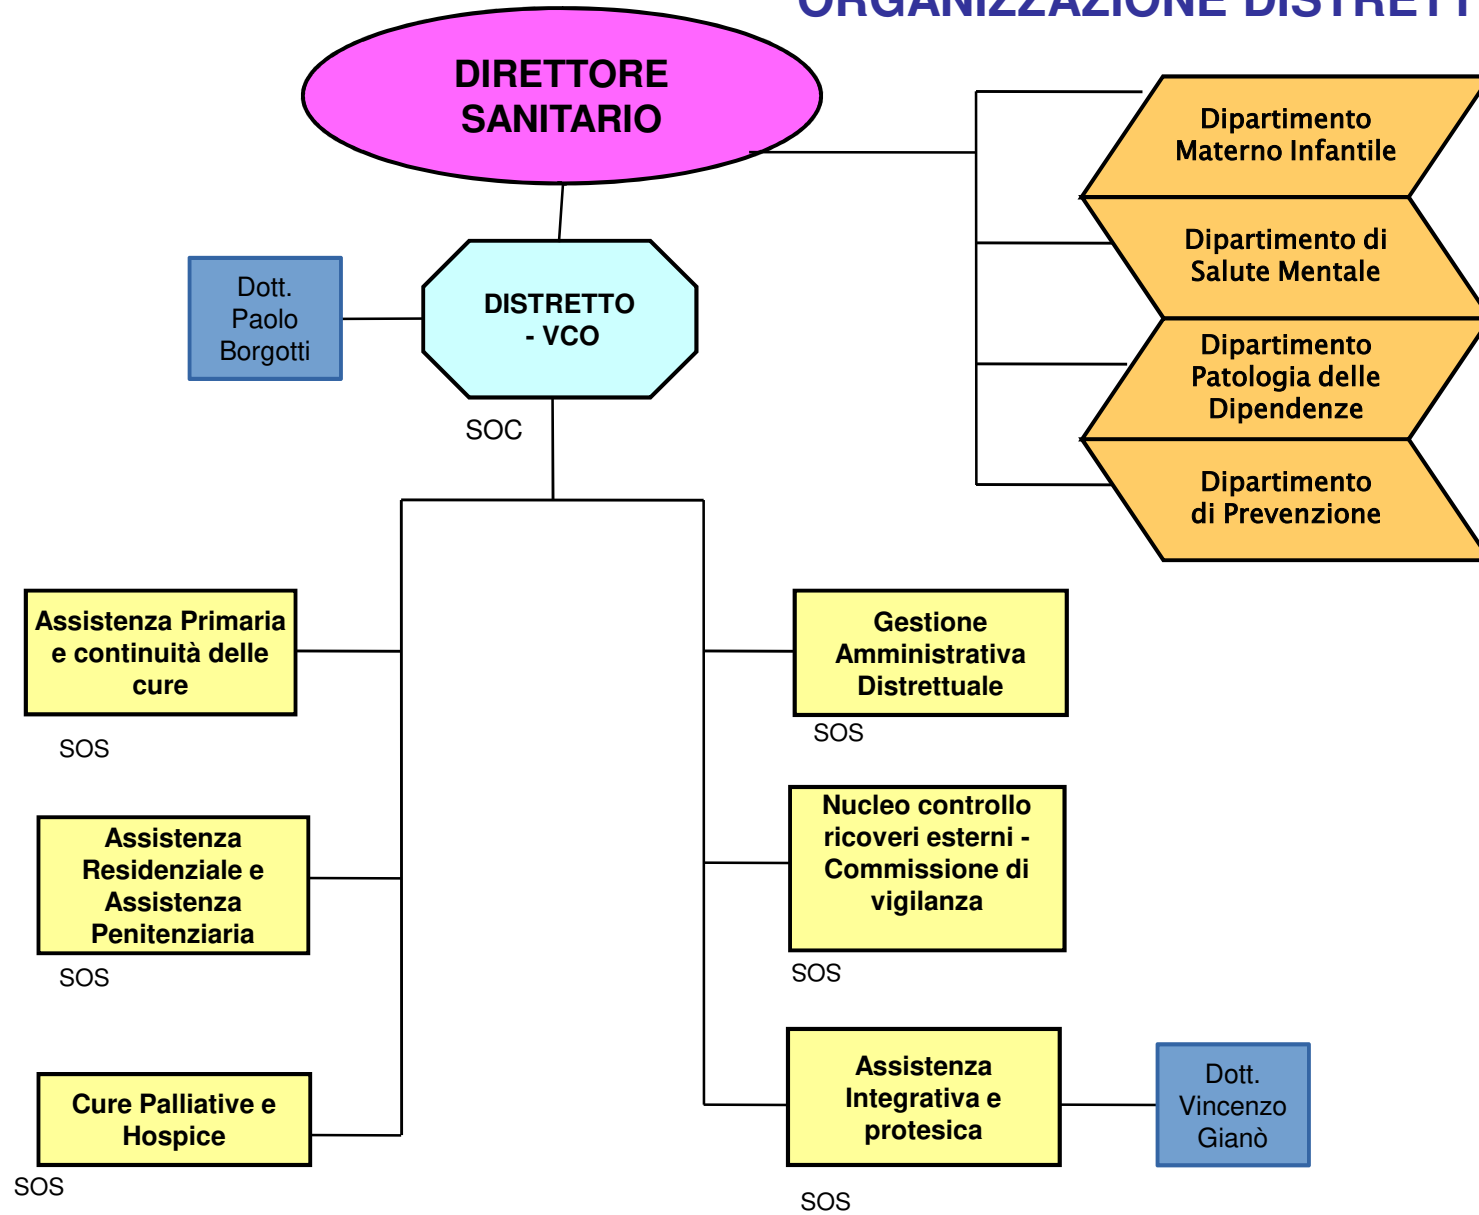 ORGANIZZAZIONE DISTRETT
DIRETTORE
SANITARIO
Dipartimento
Materno Infantile
Dipartimento di
Salute Mentale
Dipartimento
Patologia delle
Dipendenze
Dipartimento
di Prevenzione
Dott.
Paolo
Borgotti
DISTRETTO
- VCO
SOC
Assistenza Primaria
e continuità delle
cure
SOS
Assistenza
Residenziale e
Assistenza
Penitenziaria
SOS
Cure Palliative e
Hospice
SOS
Gestione
Amministrativa
Distrettuale
SOS
Nucleo controllo
ricoveri esterni -
Commissione di
vigilanza
SOS
Assistenza
Integrativa e
protesica
SOS
Dott.
Vincenzo
Gianò